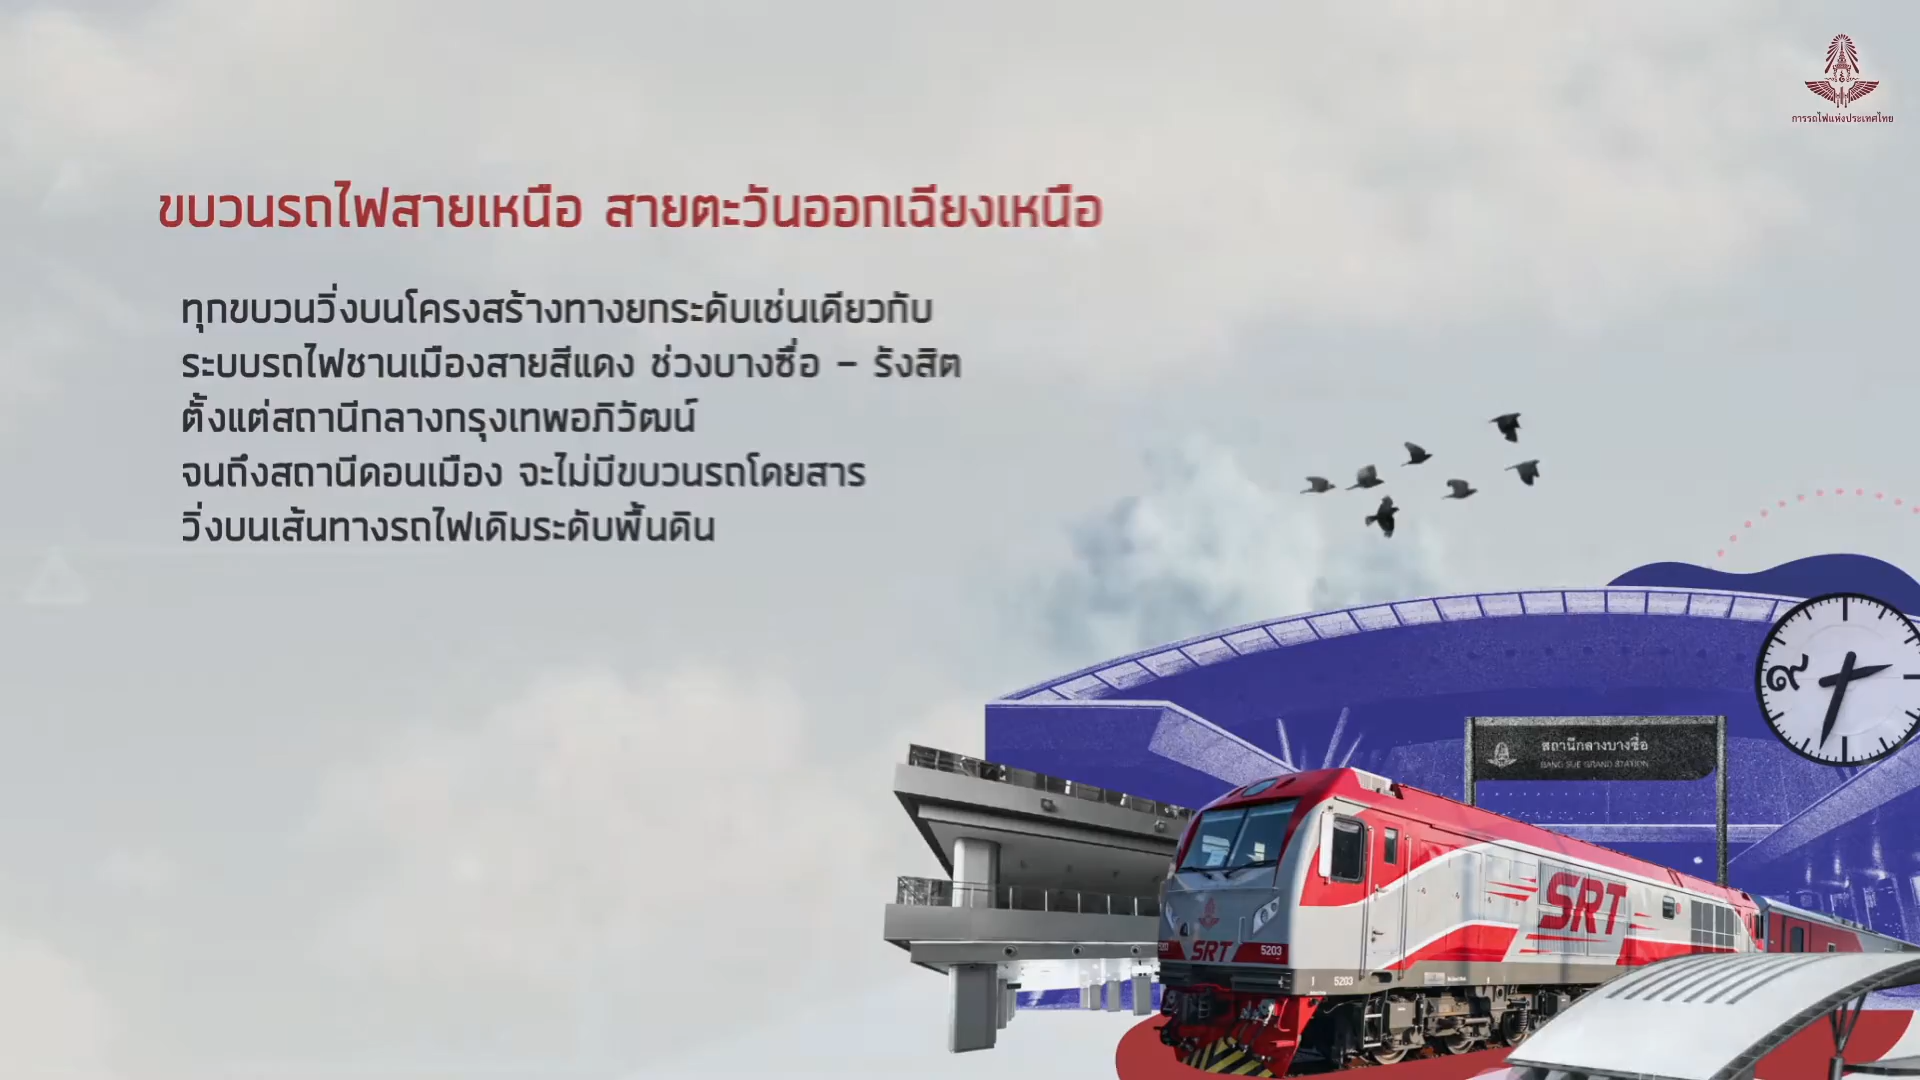 การรถไฟแห่งประเทศไทย
ขบวนรถไฟสายเหนือ สายตะวันออกเฉียงเหนือ
ทุกขบวนวิ่งบนโครงสร้างทางยกระดับเช่นเดียวกับ
ระบบรถไฟชานเมืองสายสีแดง ช่วงบางซื่อ – รังสิต
ตั้งแต่สถานีกลางกรุงเทพอภิวัฒน์
จนถึงสถานีดอนเมือง จะไม่มีขบวนรถโดยสาร
วิ่งบนเส้นทางรถไฟเดิมระดับพื้นดิน
๙
สถานีกลางบางซื่อ
BANG SUE GRAND STATION
SRT
SRT
5203
5203